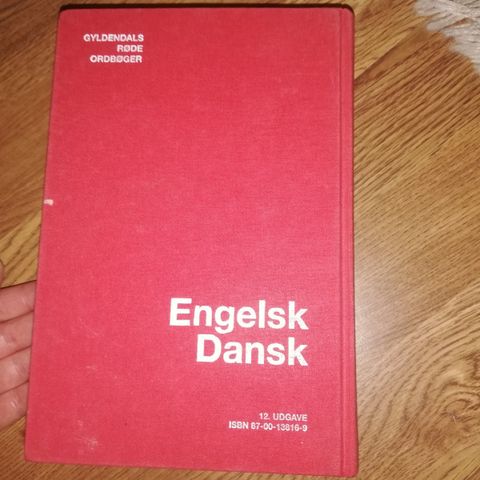 GYLDENDALS
RØDE
ORDBØGER
Engelsk
Dansk
12. UDGAVE
ISBN 87-00-13816-9